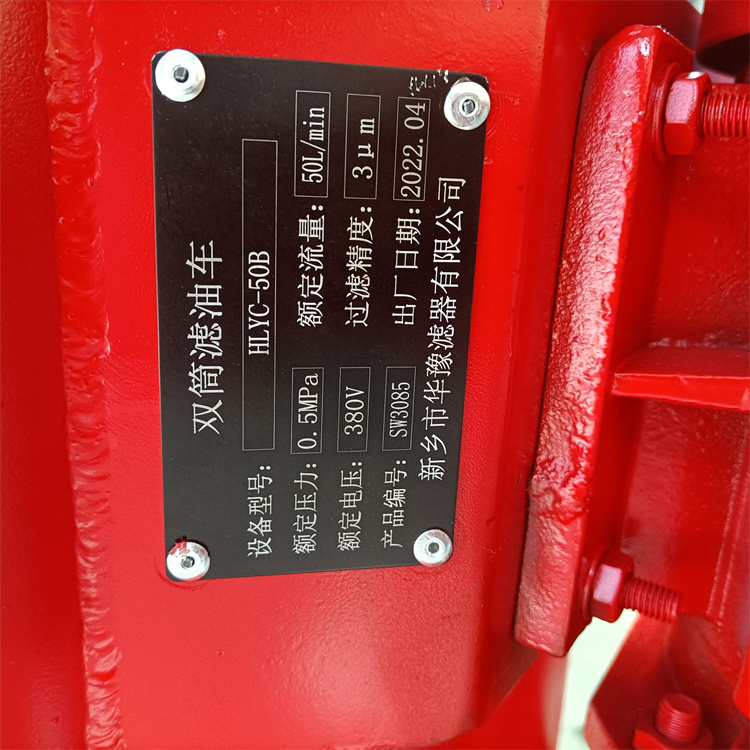 双筒滤油车
设备型号: HLYC-50B
额定压力: 0.5MPa 额定流量: 50L/min
额定电压: 380V 过滤精度: 3μm
产品编号: SW3085 出厂日期: 2022.04
新乡市华豫滤器有限公司